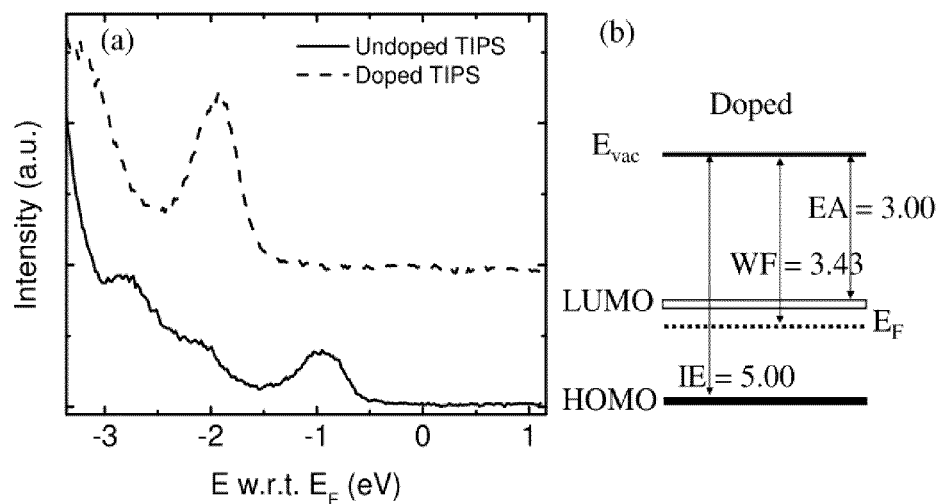 (a)
Undoped TIPS
Doped TIPS
Intensity (a.u.)
-3 -2 -1 0 1
E w.r.t. E_F (eV)
(b)
Doped
E_vac
EA = 3.00
WF = 3.43
LUMO
E_F
IE = 5.00
HOMO